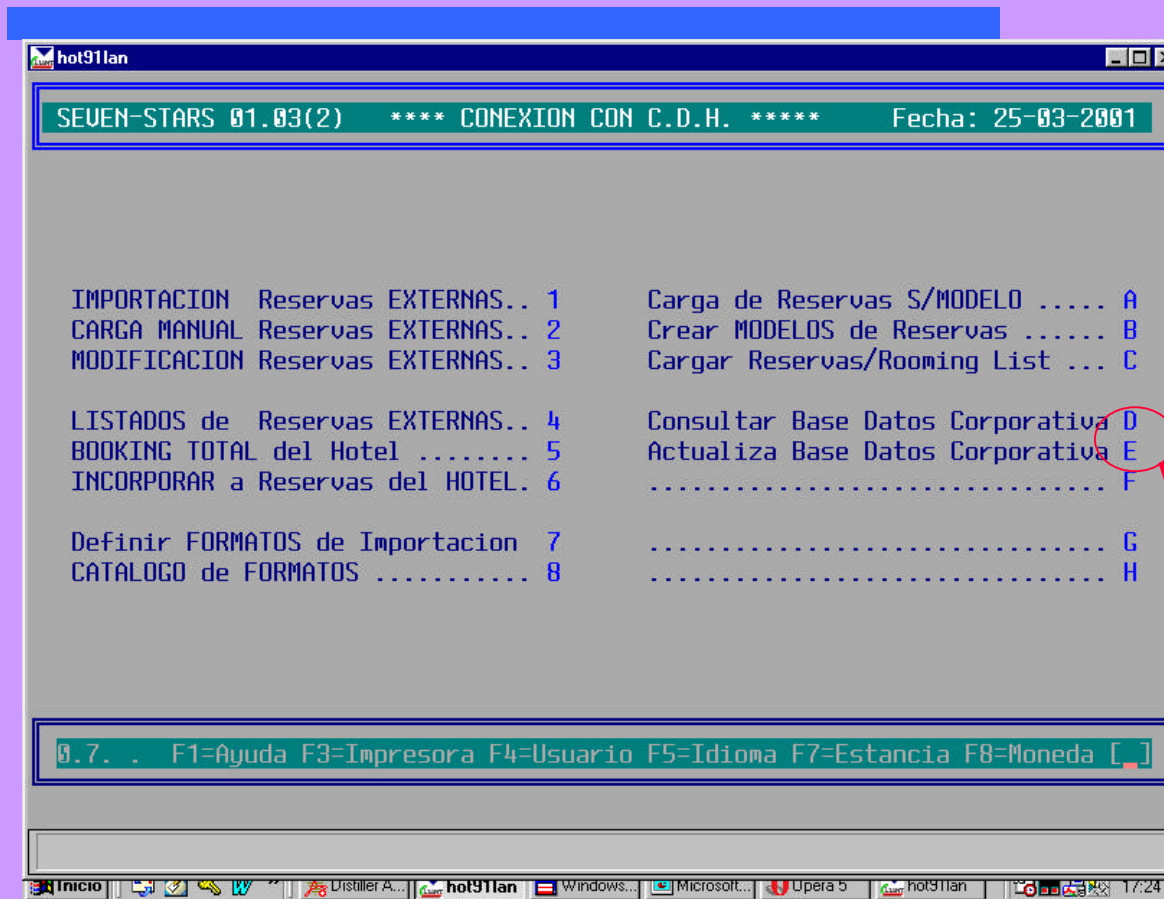 hot91lan
SEVEN-STARS 01.03(2) **** CONEXION CON C.D.H. ***** Fecha: 25-03-2001
IMPORTACION Reservas EXTERNAS.. 1
CARGA MANUAL Reservas EXTERNAS.. 2
MODIFICACION Reservas EXTERNAS.. 3
LISTADOS de Reservas EXTERNAS.. 4
BOOKING TOTAL del Hotel ........ 5
INCORPORAR a Reservas del HOTEL. 6
Definir FORMATOS de Importacion 7
CATALOGO de FORMATOS ........... 8
Carga de Reservas S/MODELO ..... A
Crear MODELOS de Reservas ...... B
Cargar Reservas/Rooming List ... C
Consultar Base Datos Corporativa D
Actualiza Base Datos Corporativa E
................................ F
................................ G
................................ H
0.7. . F1=Ayuda F3=Impresora F4=Usuario F5=Idioma F7=Estancia F8=Moneda [_]
Inicio Distiller A... hot91lan Windows... Microsoft... Opera 5 hot91lan 17:24